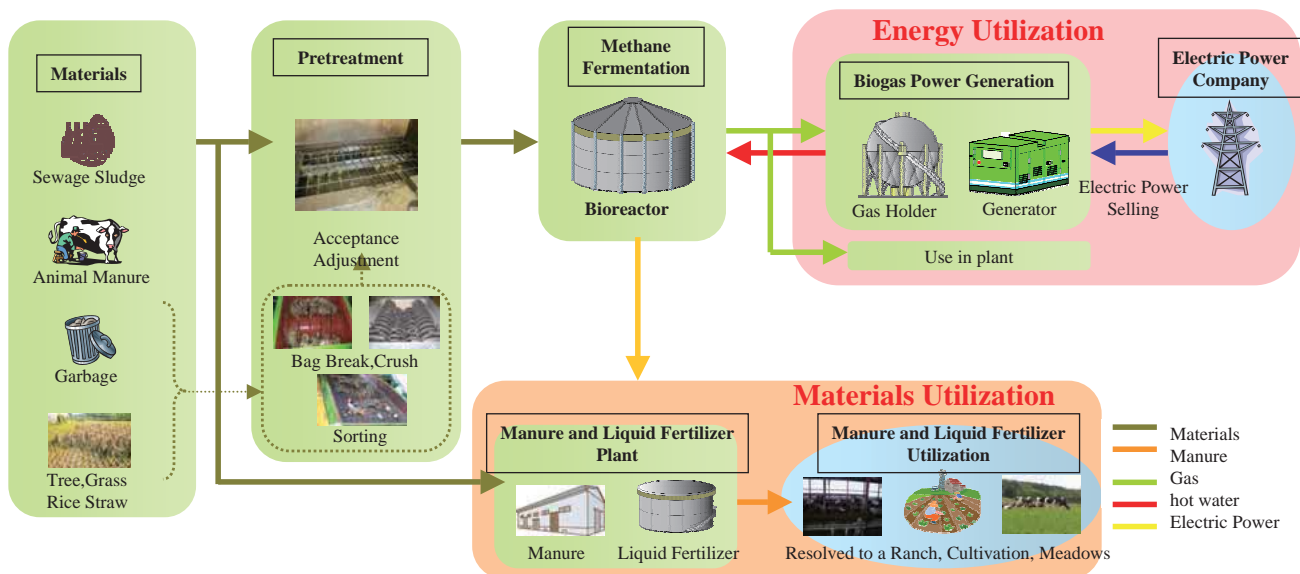 Materials
Sewage Sludge
Animal Manure
Garbage
Tree,Grass
Rice Straw
Pretreatment
Acceptance
Adjustment
Bag Break,Crush
Sorting
Methane
Fermentation
Bioreactor
Energy Utilization
Biogas Power Generation
Gas Holder
Generator
Use in plant
Electric Power
Selling
Electric Power
Company
Materials Utilization
Manure and Liquid Fertilizer
Plant
Manure
Liquid Fertilizer
Manure and Liquid Fertilizer
Utilization
Resolved to a Ranch, Cultivation, Meadows
Materials
Manure
Gas
hot water
Electric Power